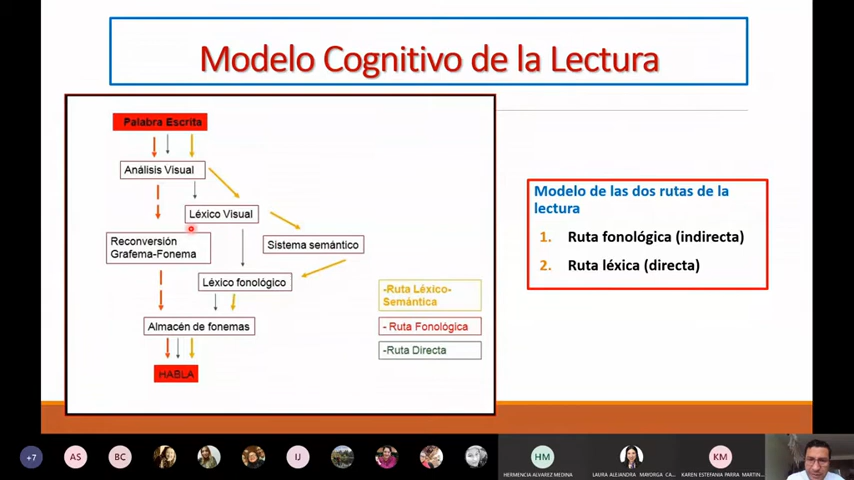 Modelo Cognitivo de la Lectura
Palabra Escrita
Análisis Visual
Léxico Visual
Reconversión
Grafema-Fonema
Sistema semántico
Léxico fonológico
Almacén de fonemas
HABLA
-Ruta Léxico-
Semántica
- Ruta Fonológica
-Ruta Directa
Modelo de las dos rutas de la
lectura
1. Ruta fonológica (indirecta)
2. Ruta léxica (directa)
+7
AS
BC
IJ
HM
KM
HERMENCIA ALVAREZ MEDINA
LAURA ALEJANDRA MAYORGA CA...
KAREN ESTEFANIA PARRA MARTIN...